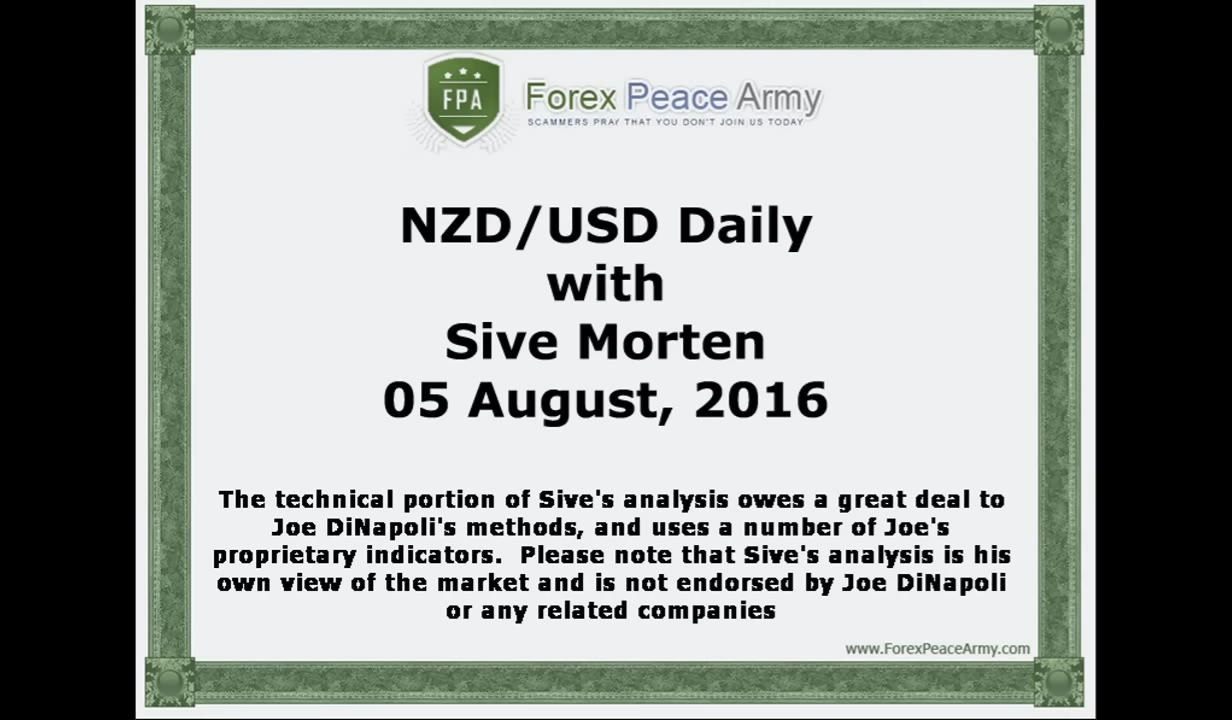 FPA
Forex Peace Army
SCAMMERS PRAY THAT YOU DON'T JOIN US TODAY
NZD/USD Daily
with
Sive Morten
05 August, 2016
The technical portion of Sive's analysis owes a great deal to
Joe DiNapoli's methods, and uses a number of Joe's
proprietary indicators.  Please note that Sive's analysis is his
own view of the market and is not endorsed by Joe DiNapoli
or any related companies
www.ForexPeaceArmy.com